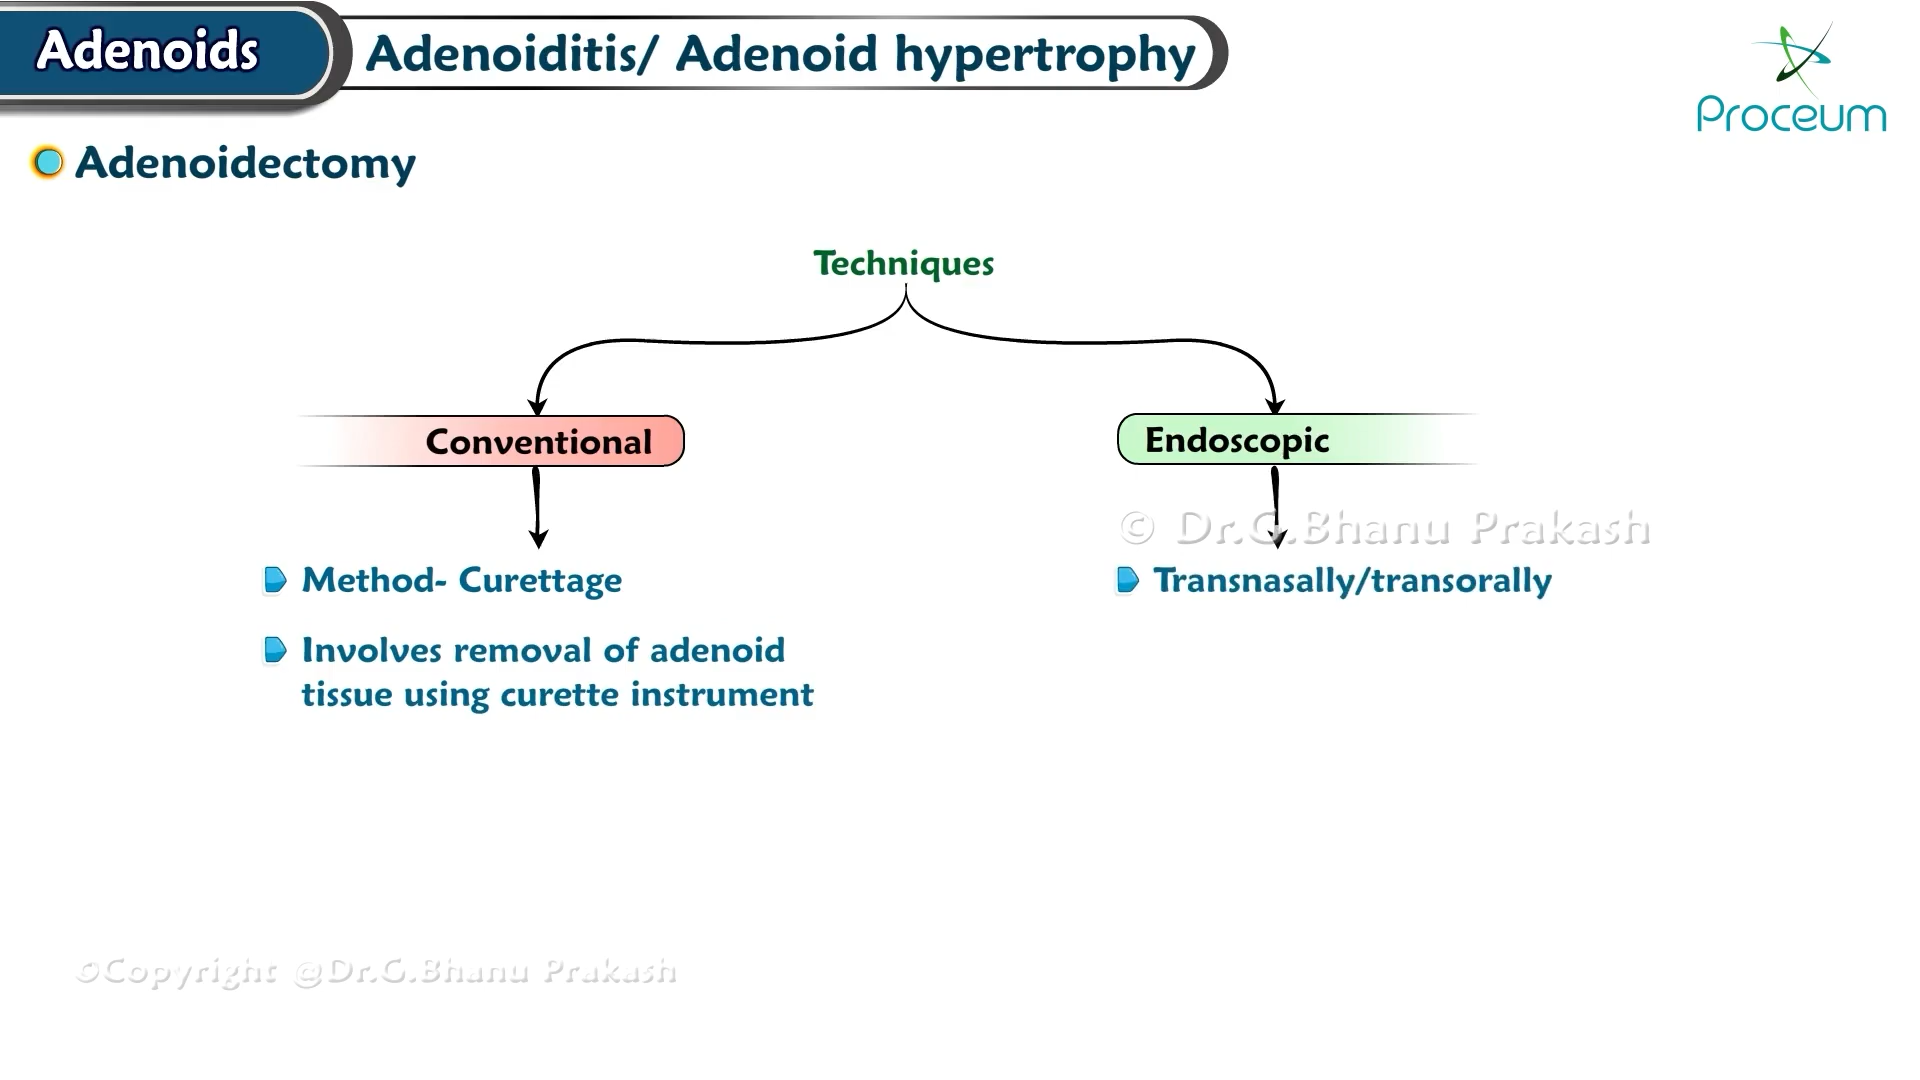 Adenoids
Adenoiditis/ Adenoid hypertrophy
Proceum
Adenoidectomy
Techniques
Conventional
Endoscopic
© Dr.G.Bhanu Prakash
Method- Curettage
Transnasally/transorally
Involves removal of adenoid
tissue using curette instrument
©Copyright @Dr.G.Bhanu Prakash